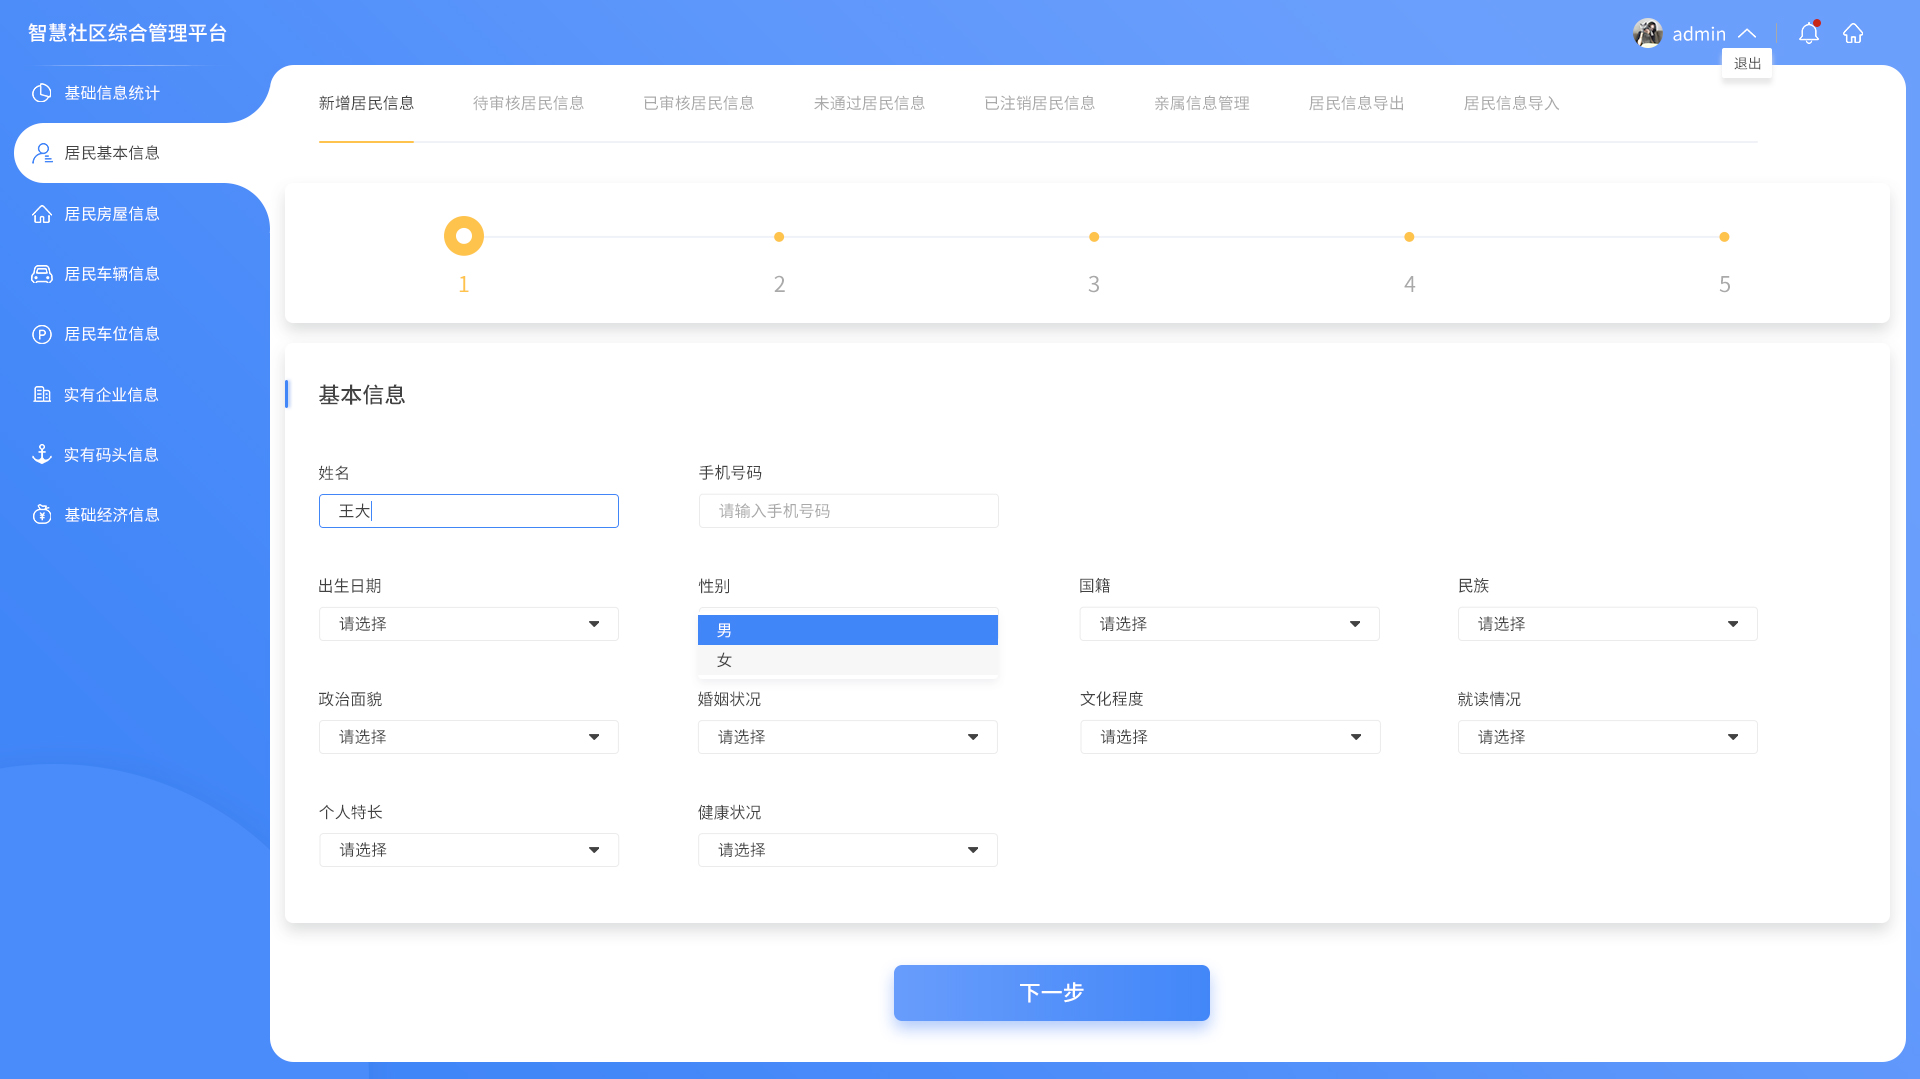 智慧社区综合管理平台
admin
退出
基础信息统计
居民基本信息
居民房屋信息
居民车辆信息
居民车位信息
实有企业信息
实有码头信息
基础经济信息
新增居民信息 待审核居民信息 已审核居民信息 未通过居民信息 已注销居民信息 亲属信息管理 居民信息导出 居民信息导入
1 2 3 4 5
基本信息
姓名 手机号码
王大 请输入手机号码
出生日期 性别 国籍 民族
请选择 男 请选择 请选择
女
政治面貌 婚姻状况 文化程度 就读情况
请选择 请选择 请选择 请选择
个人特长 健康状况
请选择 请选择
下一步